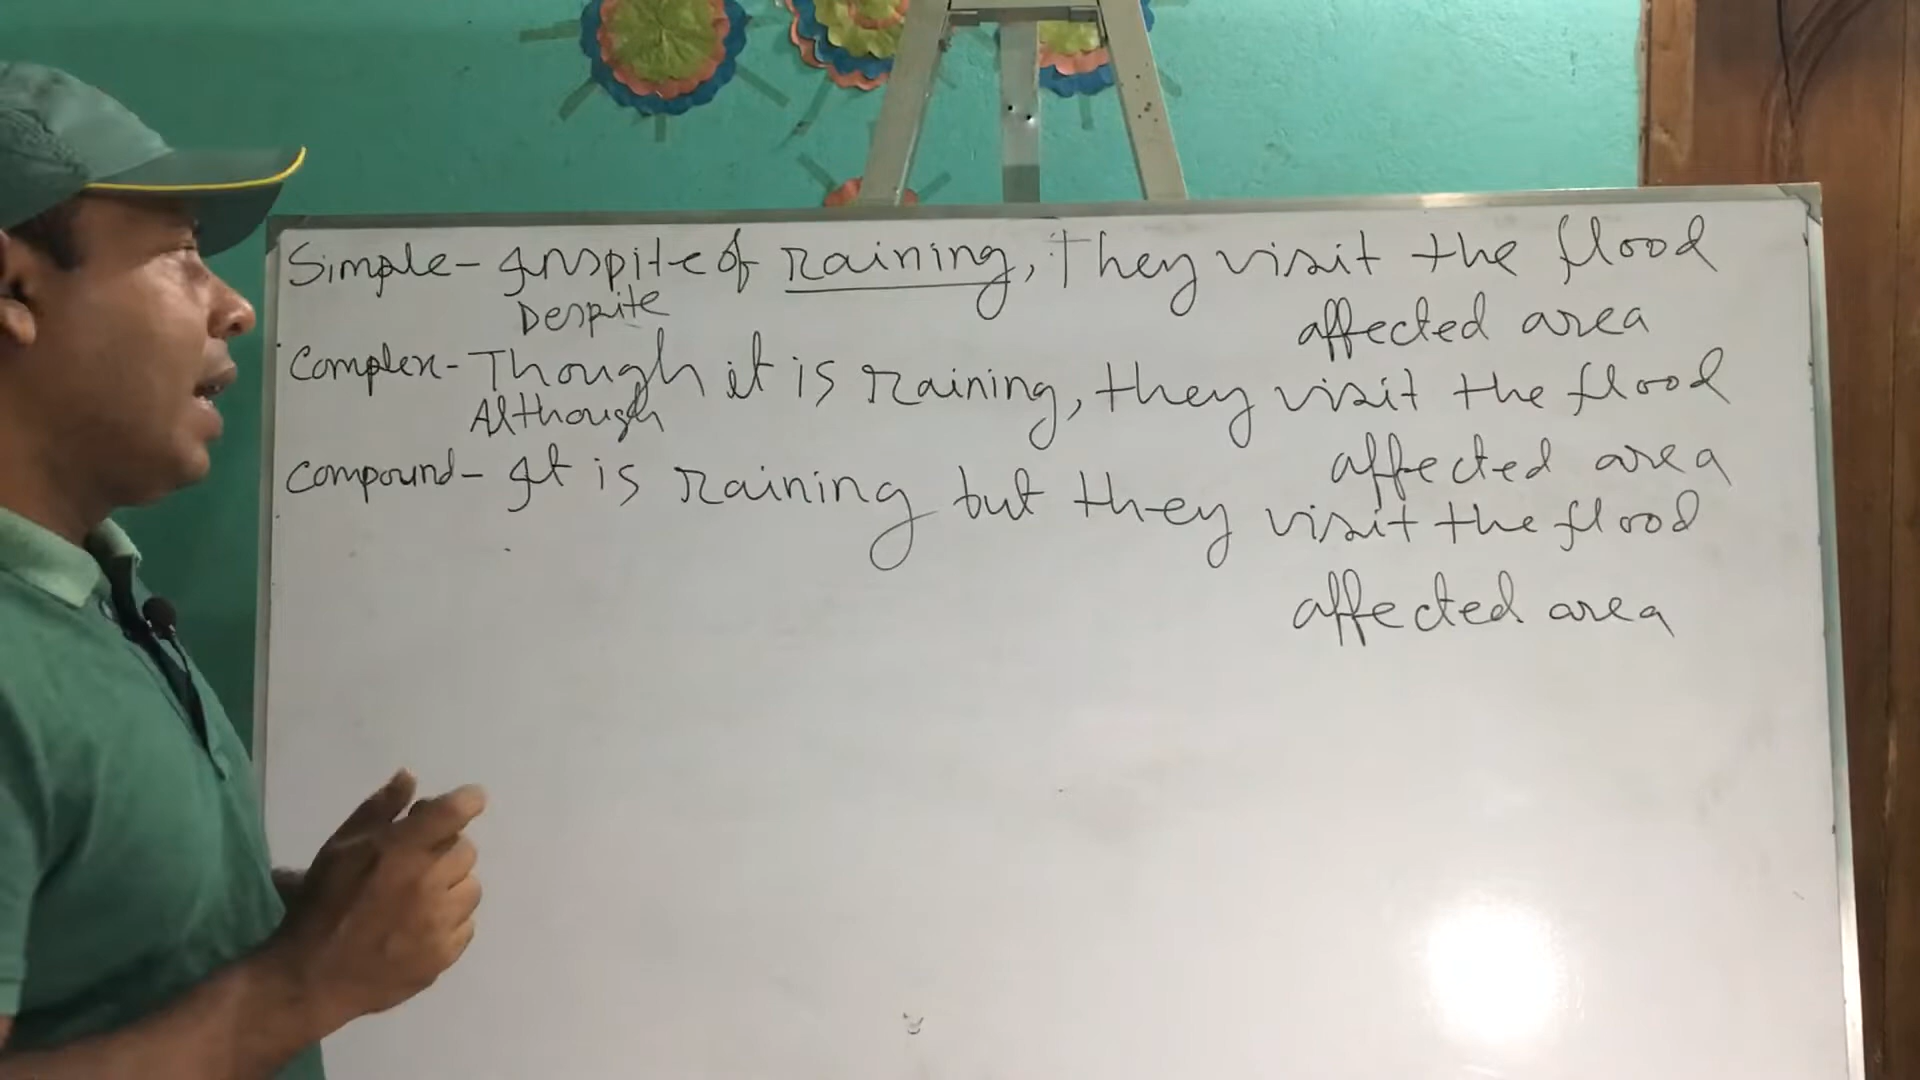 Simple- Inspite of raining, they visit the flood
Despite
affected area
Complex- Though it is raining, they visit the flood
Although
affected area
Compound- It is raining but they visit the flood
affected area